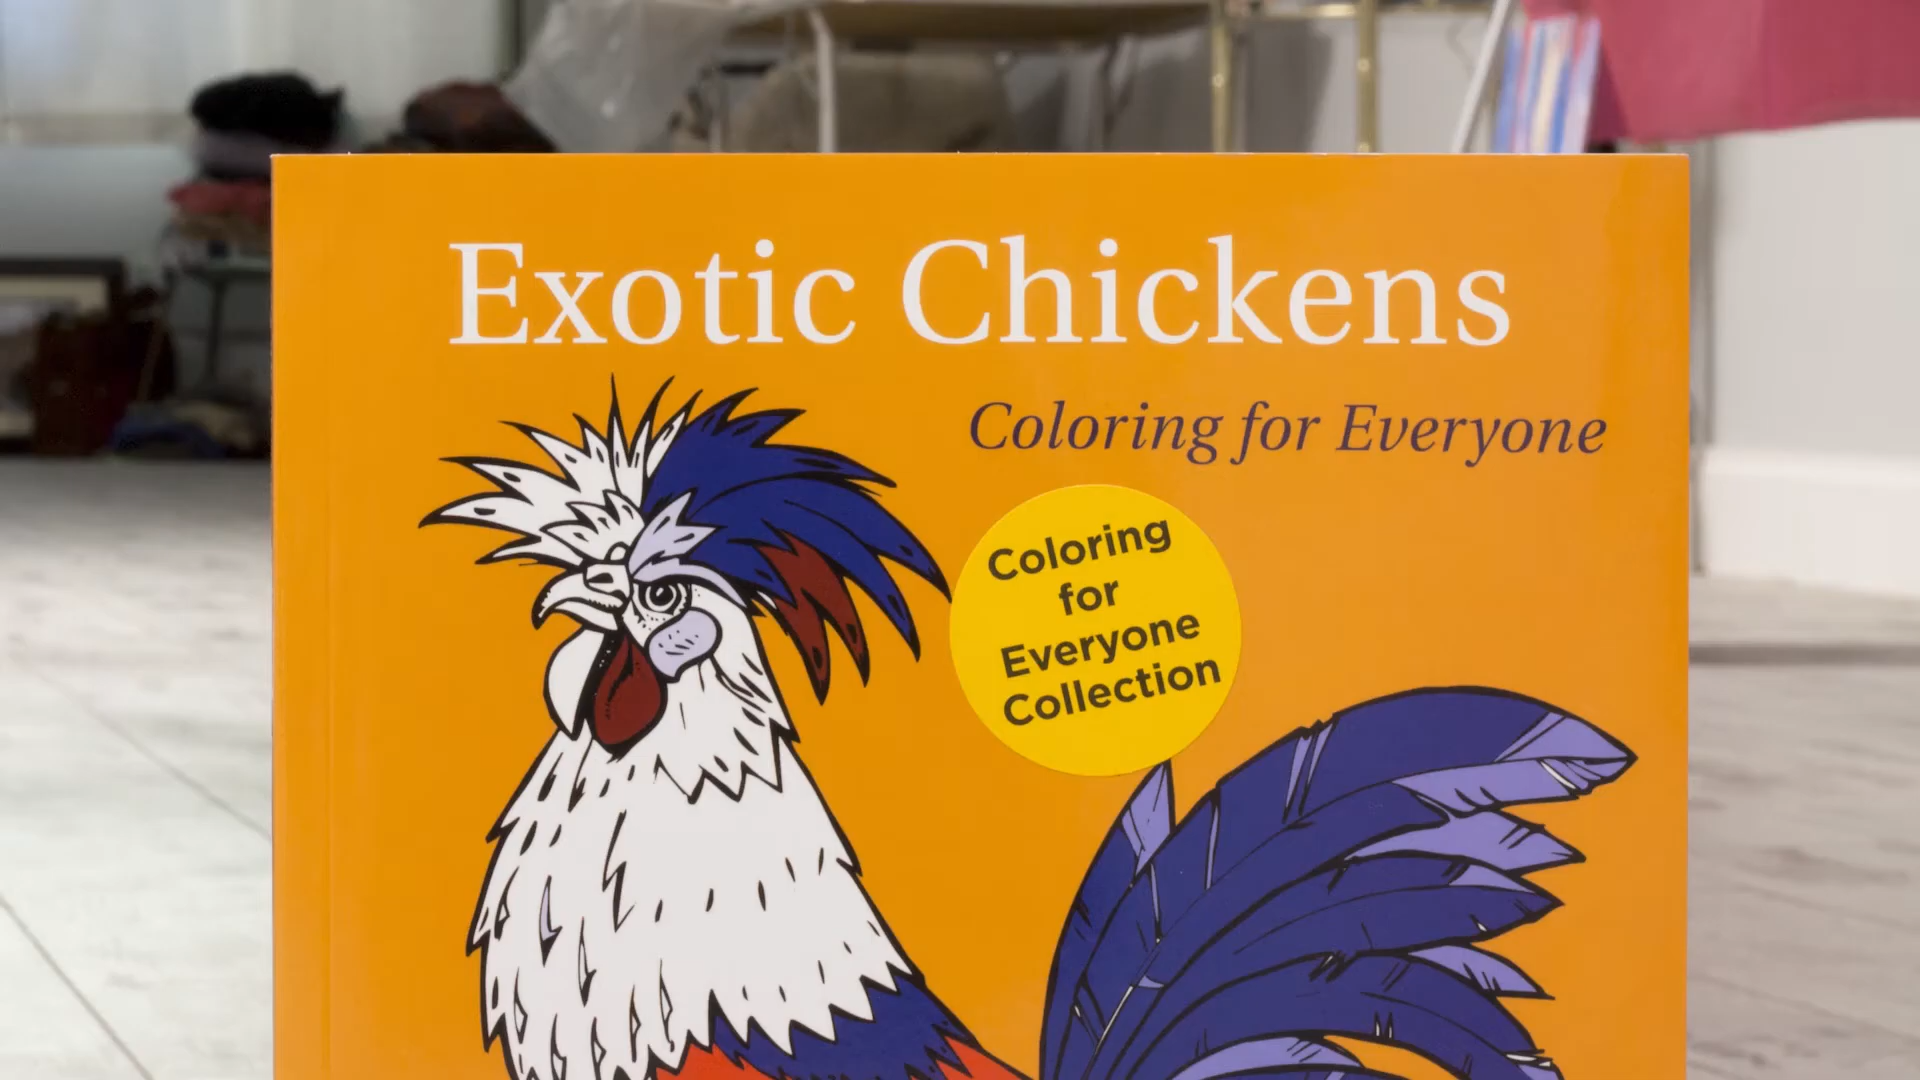 Exotic Chickens
Coloring for Everyone
Coloring
for
Everyone
Collection